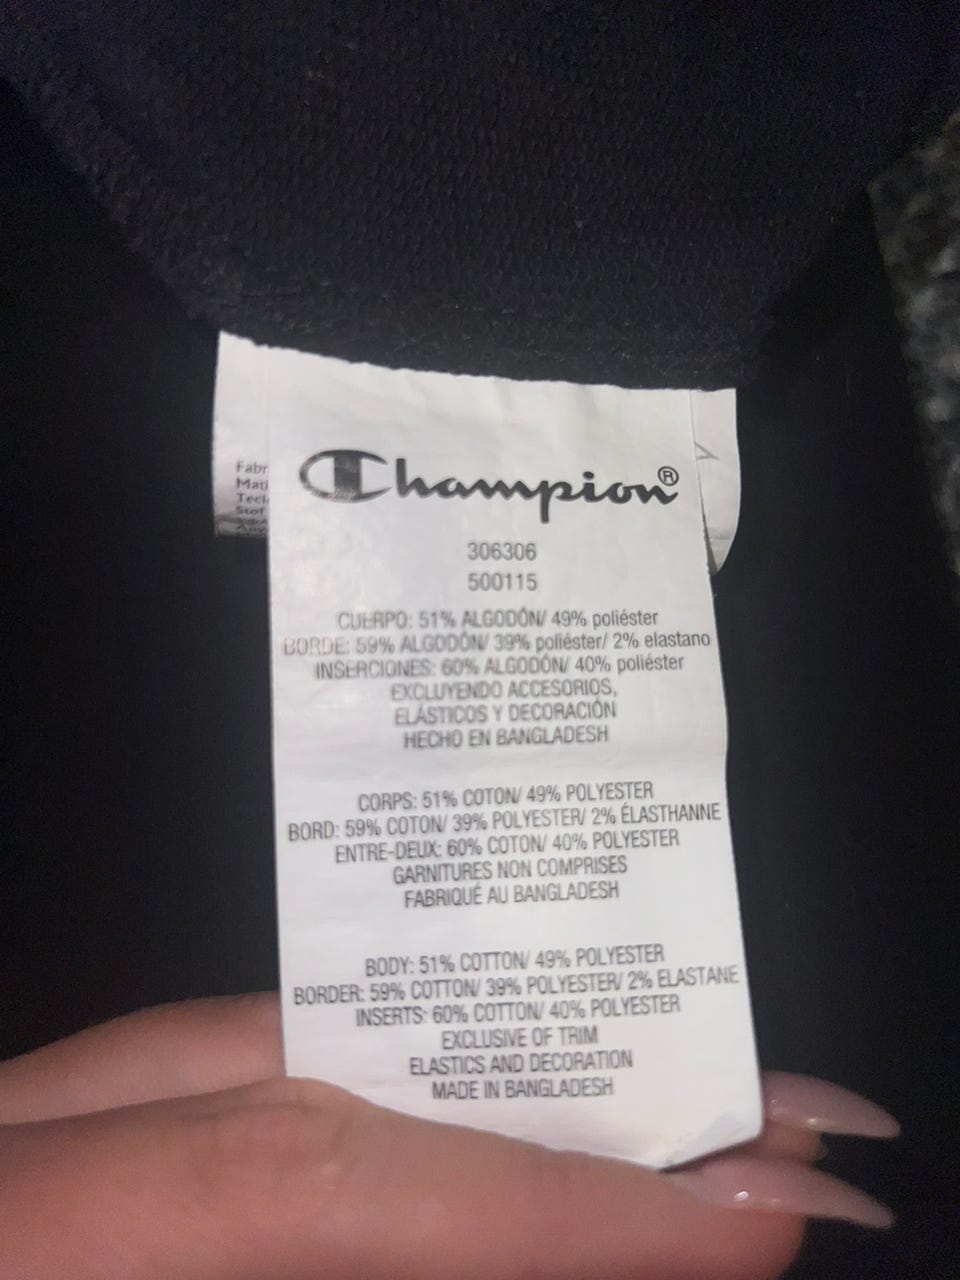 Champion®
306306
500115
CUERPO: 51% ALGODÓN/ 49% poliéster
BORDE: 59% ALGODÓN/ 39% poliéster/ 2% elastano
INSERCIONES: 60% ALGODÓN/ 40% poliéster
EXCLUYENDO ACCESORIOS,
ELÁSTICOS Y DECORACIÓN
HECHO EN BANGLADESH
CORPS: 51% COTON/ 49% POLYESTER
BORD: 59% COTON/ 39% POLYESTER/ 2% ÉLASTHANNE
ENTRE-DEUX: 60% COTON/ 40% POLYESTER
GARNITURES NON COMPRISES
FABRIQUÉ AU BANGLADESH
BODY: 51% COTTON/ 49% POLYESTER
BORDER: 59% COTTON/ 39% POLYESTER/ 2% ELASTANE
INSERTS: 60% COTTON/ 40% POLYESTER
EXCLUSIVE OF TRIM
ELASTICS AND DECORATION
MADE IN BANGLADESH
Fabr
Mati
Teci
Stof